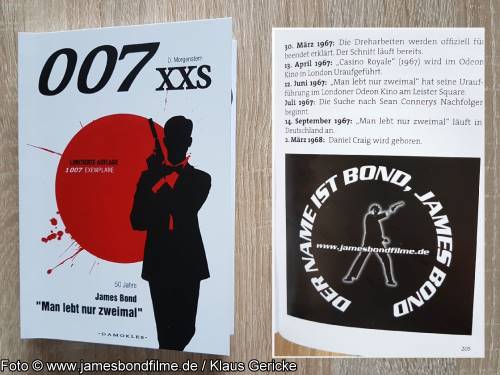 007 xxs
D. Morgenstern
LIMITIERTE AUFLAGE
1007 EXEMPLARE
50 Jahre
James Bond
"Man lebt nur zweimal"
-DAMOKLES-
30. März 1967: Die Dreharbeiten werden offiziell für
beendet erklärt. Der Schnitt läuft bereits.
13. April 1967: „Casino Royale" (1967) wird im Odeon
Kino in London Uraufgeführt.
12. Juni 1967: „Man lebt nur zweimal" hat seine Urauf-
führung im Londoner Odeon Kino am Leister Square.
Juli 1967: Die Suche nach Sean Connerys Nachfolger
beginnt.
14. September 1967: „Man lebt nur zweimal" läuft in
Deutschland an.
2. März 1968: Daniel Craig wird geboren.
DER NAME IST BOND, JAMES BOND
www.jamesbondfilme.de
205
Foto © www.jamesbondfilme.de / Klaus Gericke